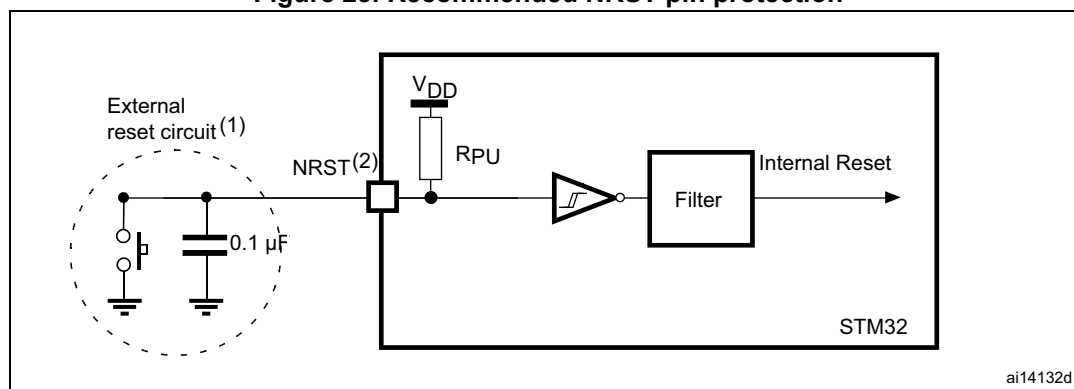 Figure 26. Recommended NRST pin protection
External
reset circuit(1)
VDD
RPU
NRST(2)
0.1 µF
Filter
Internal Reset
STM32
ai14132d